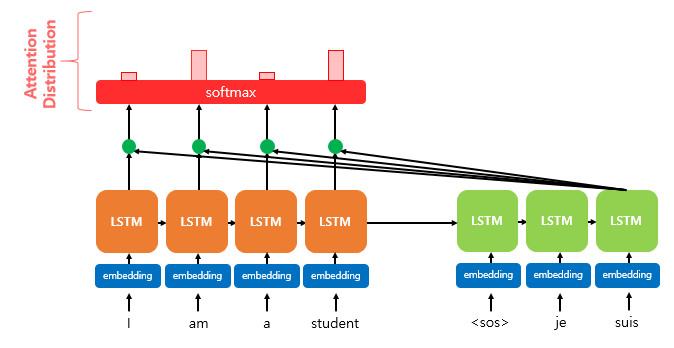 Attention
Distribution
softmax
LSTM LSTM LSTM LSTM LSTM LSTM LSTM
embedding embedding embedding embedding embedding embedding embedding
I am a student <sos> je suis